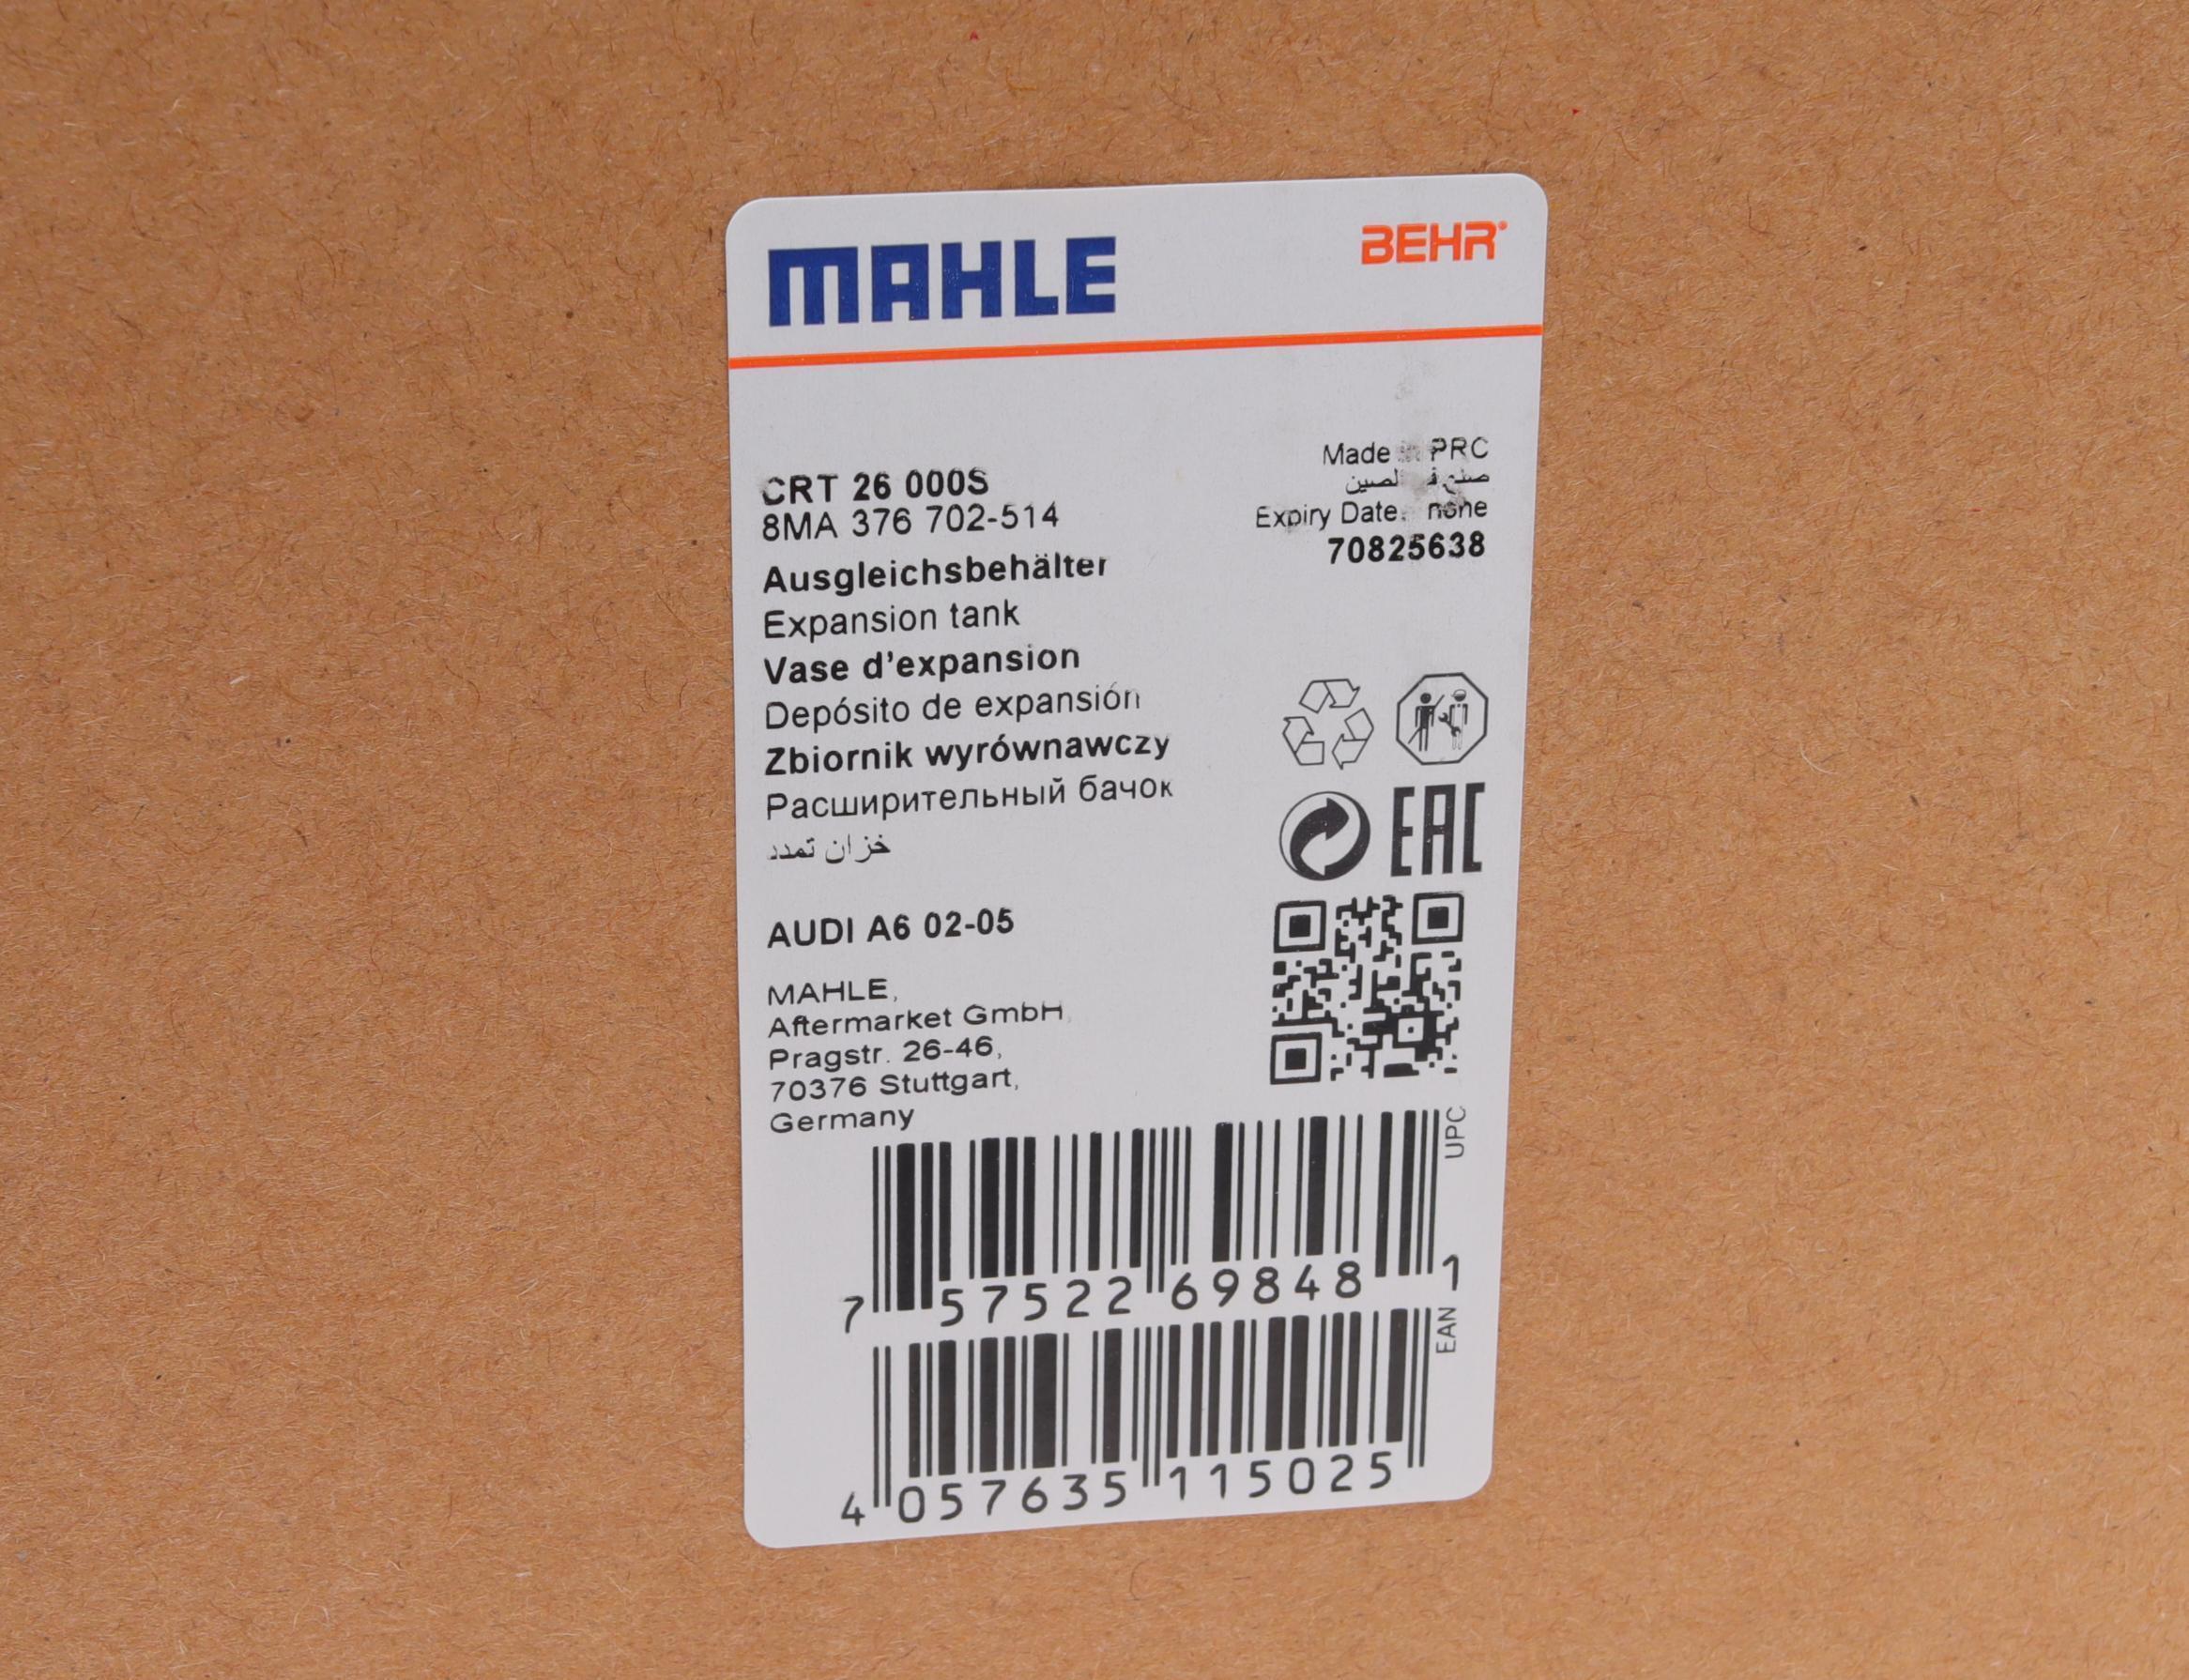 MAHLE
BEHR®
CRT 26 000S
8MA 376 702-514
Made in PRC
صنع في الصين
Expiry Date: none
70825638
Ausgleichsbehälter
Expansion tank
Vase d'expansion
Depósito de expansión
Zbiornik wyrównawczy
Расширительный бачок
خزان تمدد
EAC
AUDI A6 02-05
MAHLE,
Aftermarket GmbH,
Pragstr. 26-46,
70376 Stuttgart,
Germany
UPC
7 57522 69848 1
EAN
4 057635 115025